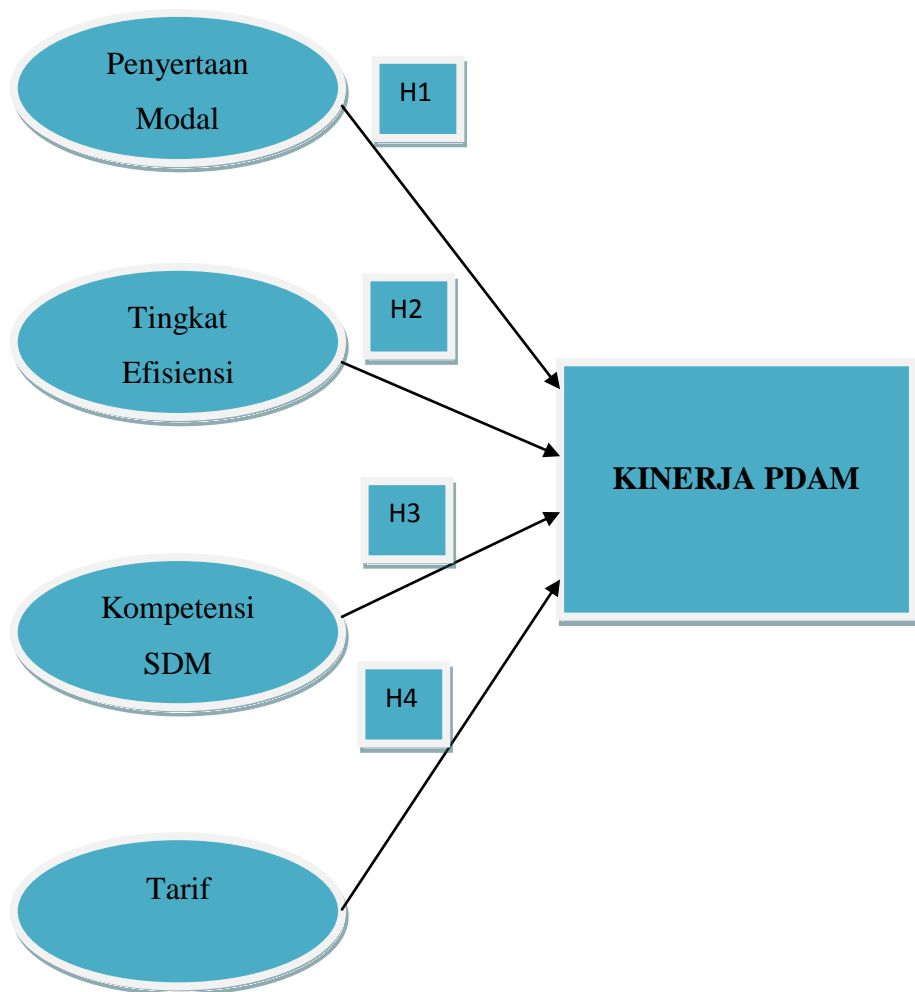 Penyertaan
Modal
H1
Tingkat
Efisiensi
H2
KINERJA PDAM
H3
Kompetensi
SDM
H4
Tarif